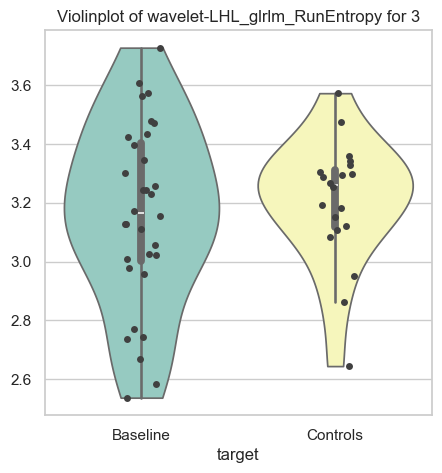 Violinplot of wavelet-LHL_glrlm_RunEntropy for 3
3.6
3.4
3.2
3.0
2.8
2.6
Baseline
Controls
target